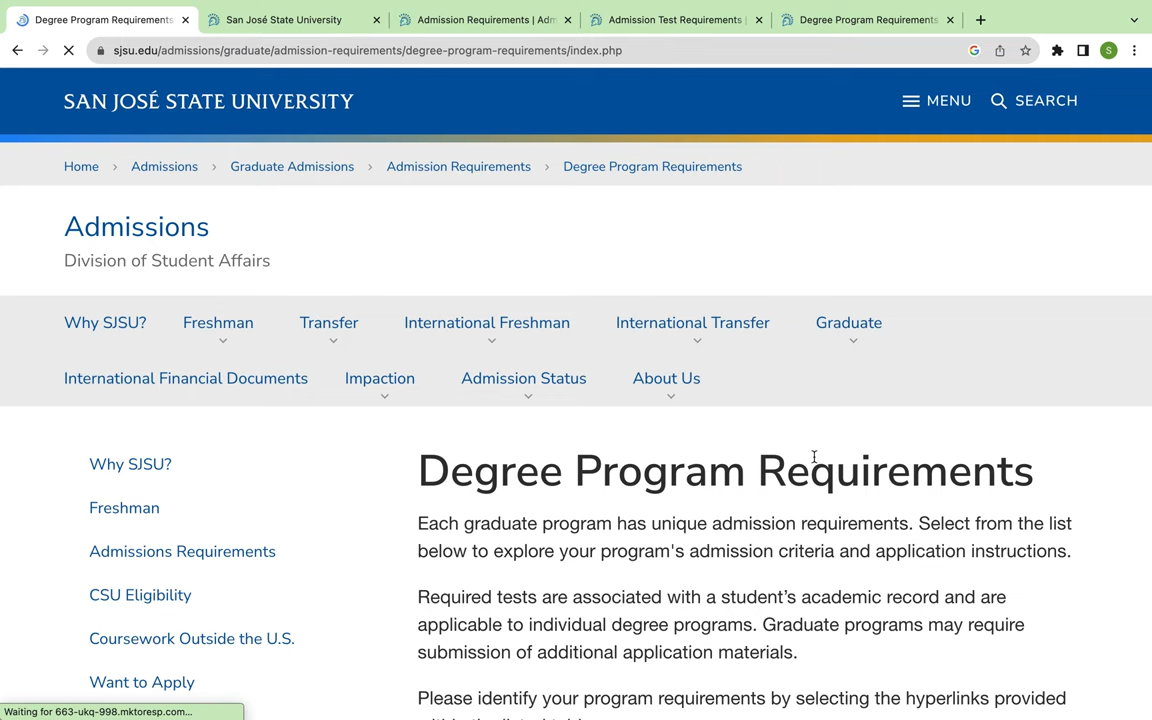 Degree Program Requirements
San José State University
Admission Requirements | Adm
Admission Test Requirements |
Degree Program Requirements
sjsu.edu/admissions/graduate/admission-requirements/degree-program-requirements/index.php
S
SAN JOSÉ STATE UNIVERSITY
MENU
SEARCH
Home > Admissions > Graduate Admissions > Admission Requirements > Degree Program Requirements
Admissions
Division of Student Affairs
Why SJSU? Freshman Transfer International Freshman International Transfer Graduate
International Financial Documents Impaction Admission Status About Us
Why SJSU?
Freshman
Admissions Requirements
CSU Eligibility
Coursework Outside the U.S.
Want to Apply
Degree Program Requirements
Each graduate program has unique admission requirements. Select from the list
below to explore your program's admission criteria and application instructions.
Required tests are associated with a student's academic record and are
applicable to individual degree programs. Graduate programs may require
submission of additional application materials.
Please identify your program requirements by selecting the hyperlinks provided
Waiting for 663-ukq-998.mktoresp.com...